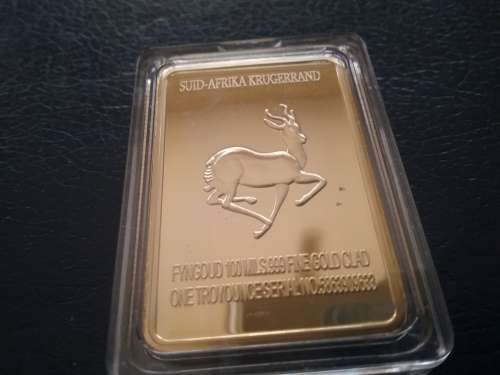 SUID-AFRIKA KRUGERRAND
FYNGOUD 100 MILS.999 FINE GOLD CLAD
ONE TROY OUNCE SERIAL NO.